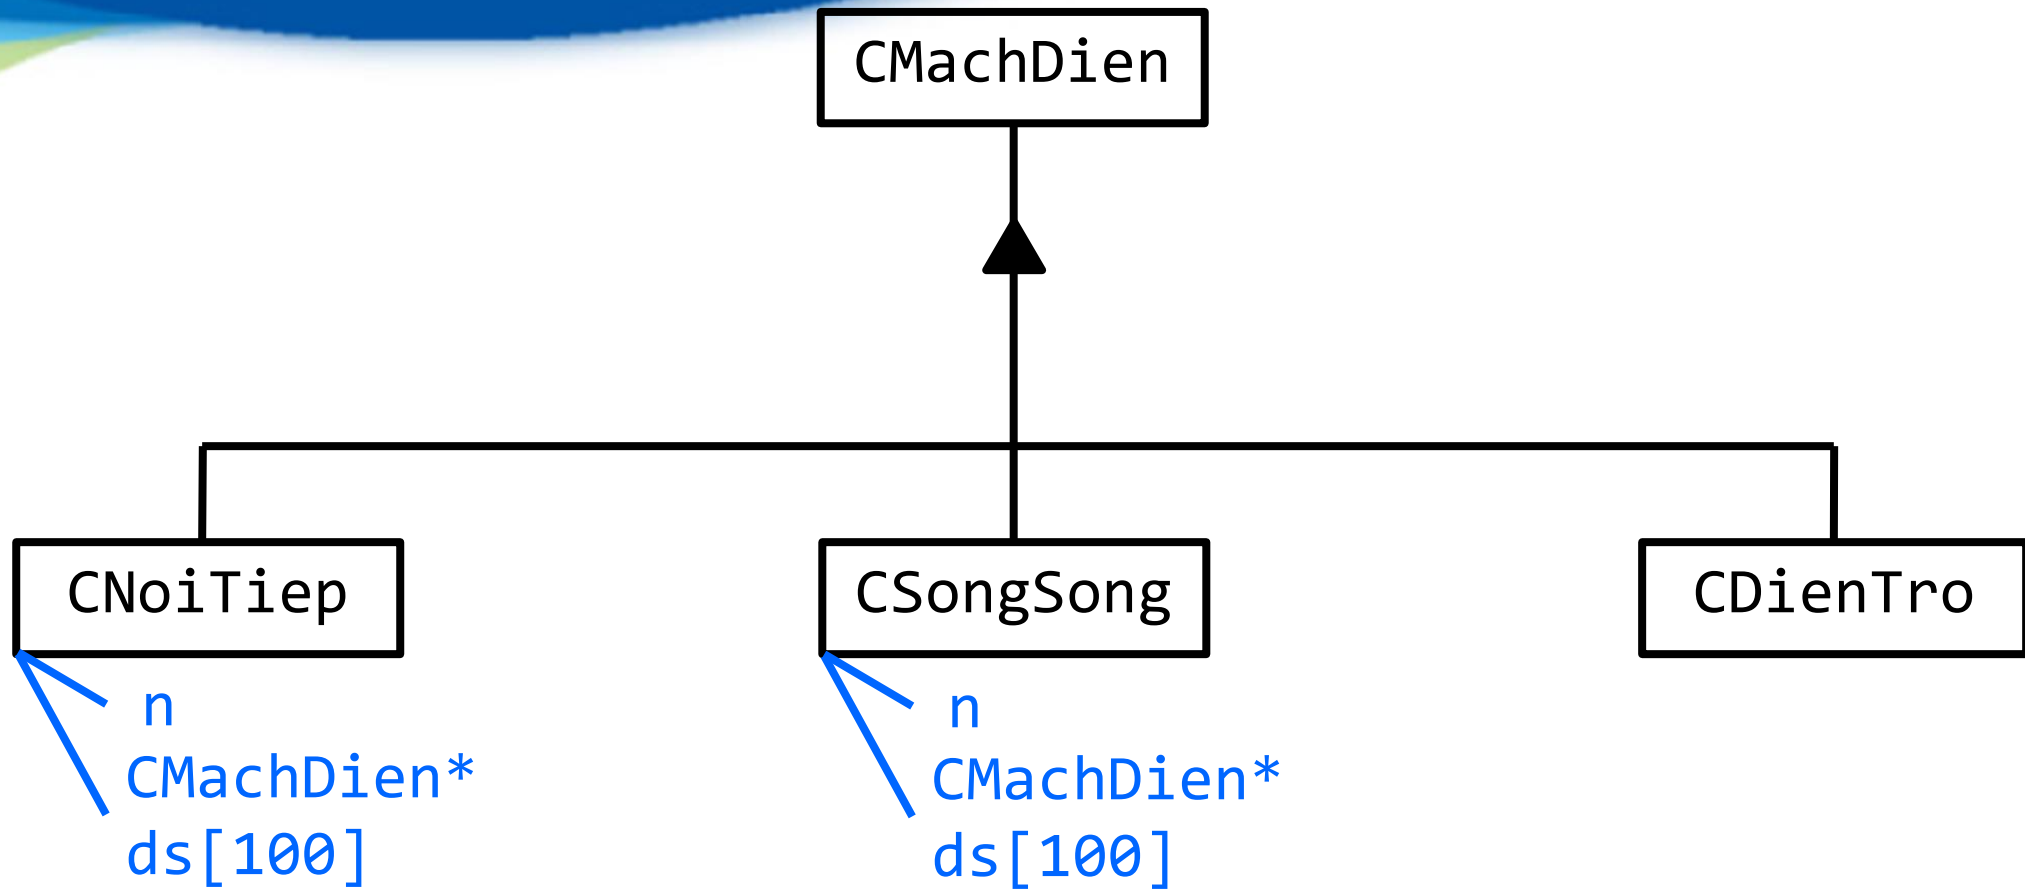 CMachDien
CNoiTiep
CSongSong
CDienTro
n
CMachDien*
ds[100]
n
CMachDien*
ds[100]